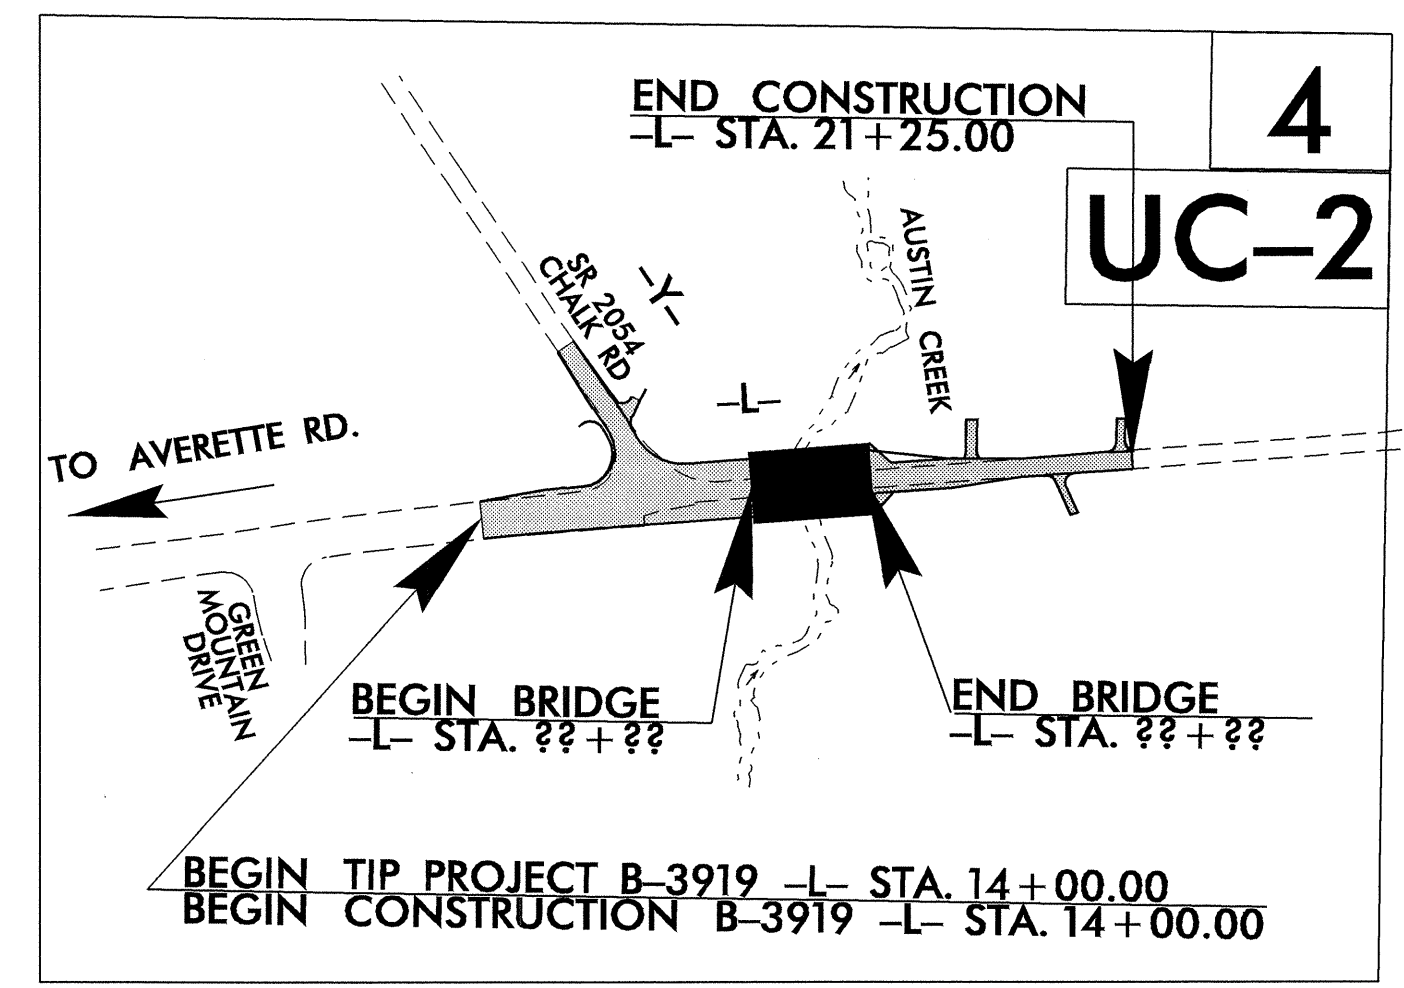 4
END CONSTRUCTION
-L- STA. 21+25.00
UC-2
AUSTIN CREEK
SR 2054
CHALK RD
-Y-
-L-
TO AVERETTE RD.
GREEN
MOUNTAIN
DRIVE
BEGIN BRIDGE
-L- STA. ??+??
END BRIDGE
-L- STA. ??+??
BEGIN TIP PROJECT B-3919 -L- STA. 14+00.00
BEGIN CONSTRUCTION B-3919 -L- STA. 14+00.00